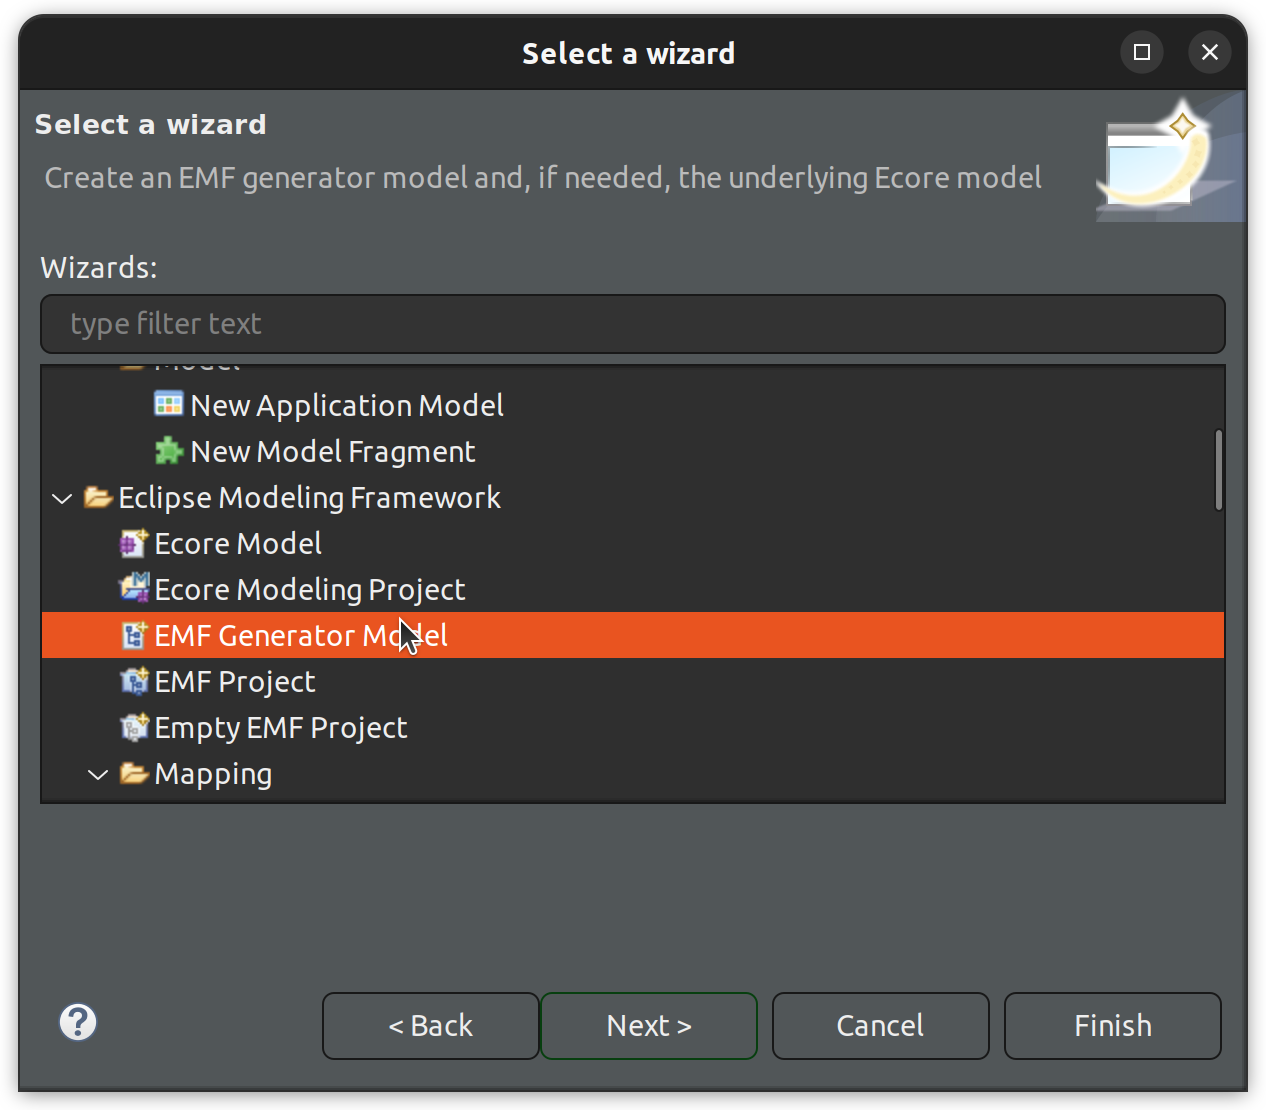 Select a wizard
Select a wizard
Create an EMF generator model and, if needed, the underlying Ecore model
Wizards:
type filter text
Model
New Application Model
New Model Fragment
Eclipse Modeling Framework
Ecore Model
Ecore Modeling Project
EMF Generator Model
EMF Project
Empty EMF Project
Mapping
? < Back Next > Cancel Finish